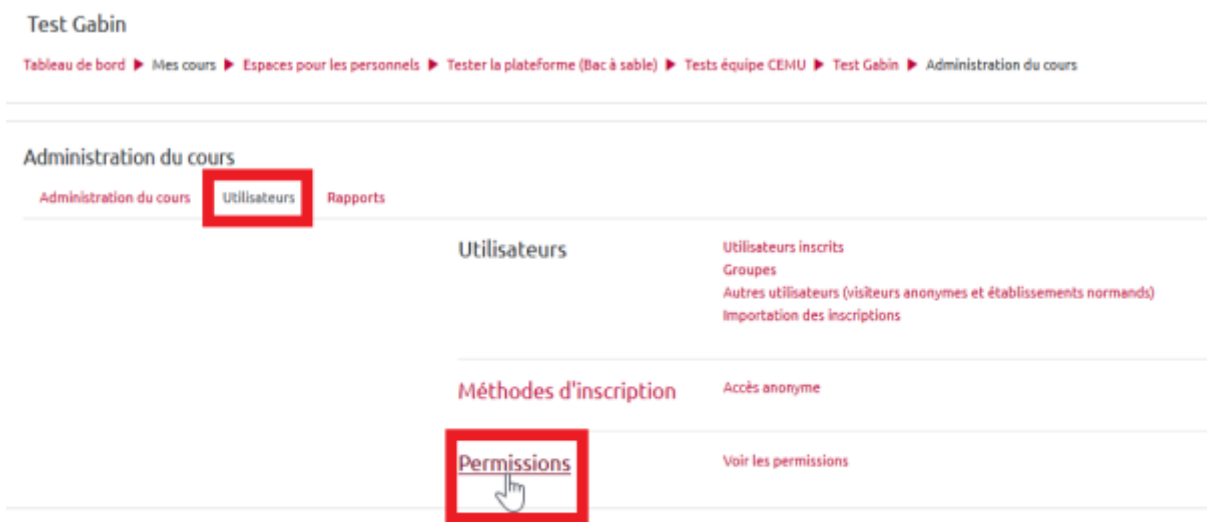 Test Gabin
Tableau de bord ▶ Mes cours ▶ Espaces pour les personnels ▶ Tester la plateforme (Bac à sable) ▶ Tests équipe CEMU ▶ Test Gabin ▶ Administration du cours
Administration du cours
Administration du cours Utilisateurs Rapports
Utilisateurs Utilisateurs inscrits
Groupes
Autres utilisateurs (visiteurs anonymes et établissements normands)
Importation des inscriptions
Méthodes d'inscription Accès anonyme
Permissions Voir les permissions